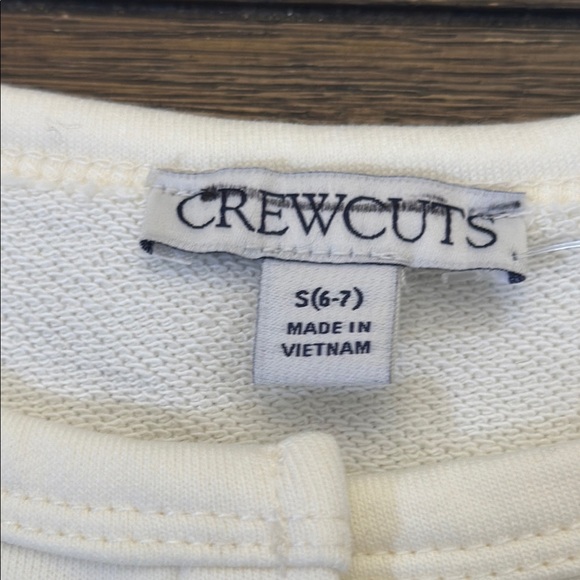 CREWCUTS
S(6-7)
MADE IN
VIETNAM